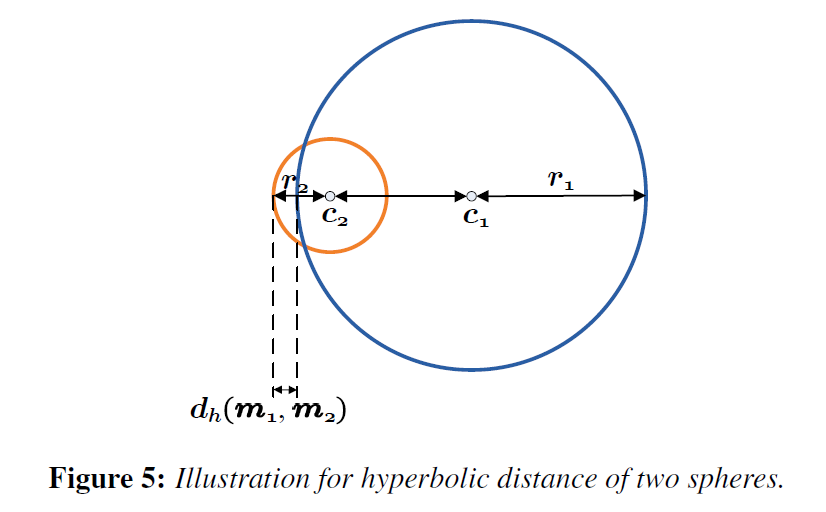 r₂
r₁
c₂
c₁
dₕ(m₁, m₂)
Figure 5: Illustration for hyperbolic distance of two spheres.